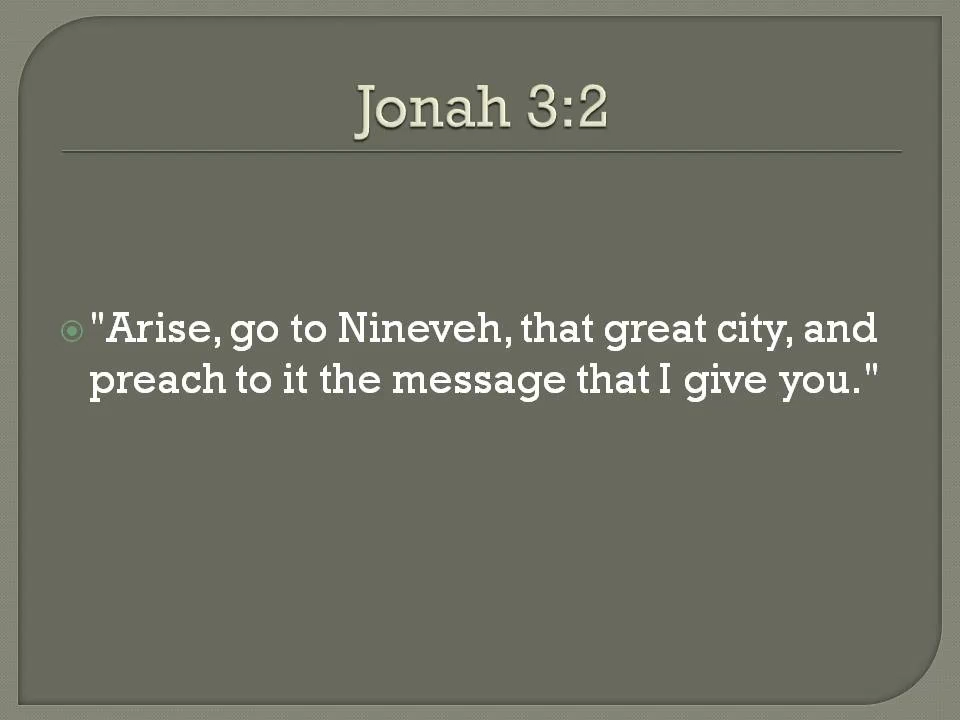 Jonah 3:2
"Arise, go to Nineveh, that great city, and
preach to it the message that I give you."